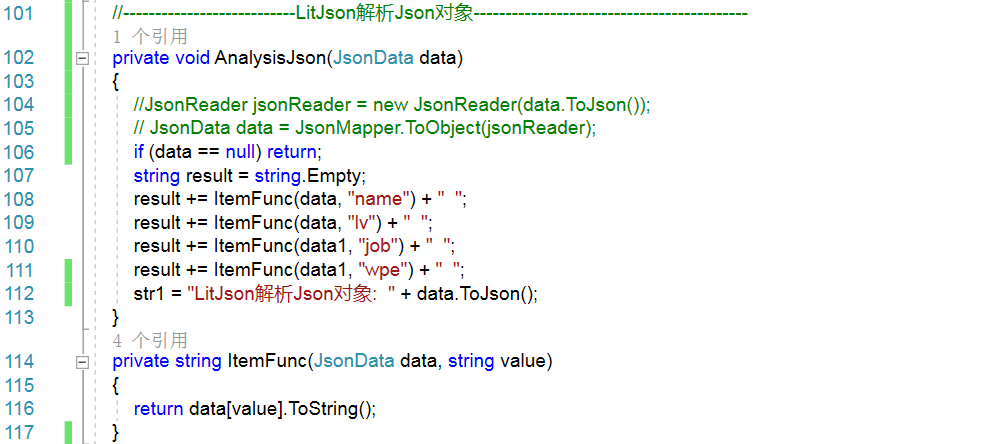 101 //---------------------------LitJson解析Json对象-------------------------------------------
1 个引用
102 private void AnalysisJson(JsonData data)
103 {
104 //JsonReader jsonReader = new JsonReader(data.ToJson());
105 // JsonData data = JsonMapper.ToObject(jsonReader);
106 if (data == null) return;
107 string result = string.Empty;
108 result += ItemFunc(data, "name") + "  ";
109 result += ItemFunc(data, "lv") + "  ";
110 result += ItemFunc(data1, "job") + "  ";
111 result += ItemFunc(data1, "wpe") + "  ";
112 str1 = "LitJson解析Json对象:  " + data.ToJson();
113 }
4 个引用
114 private string ItemFunc(JsonData data, string value)
115 {
116 return data[value].ToString();
117 }